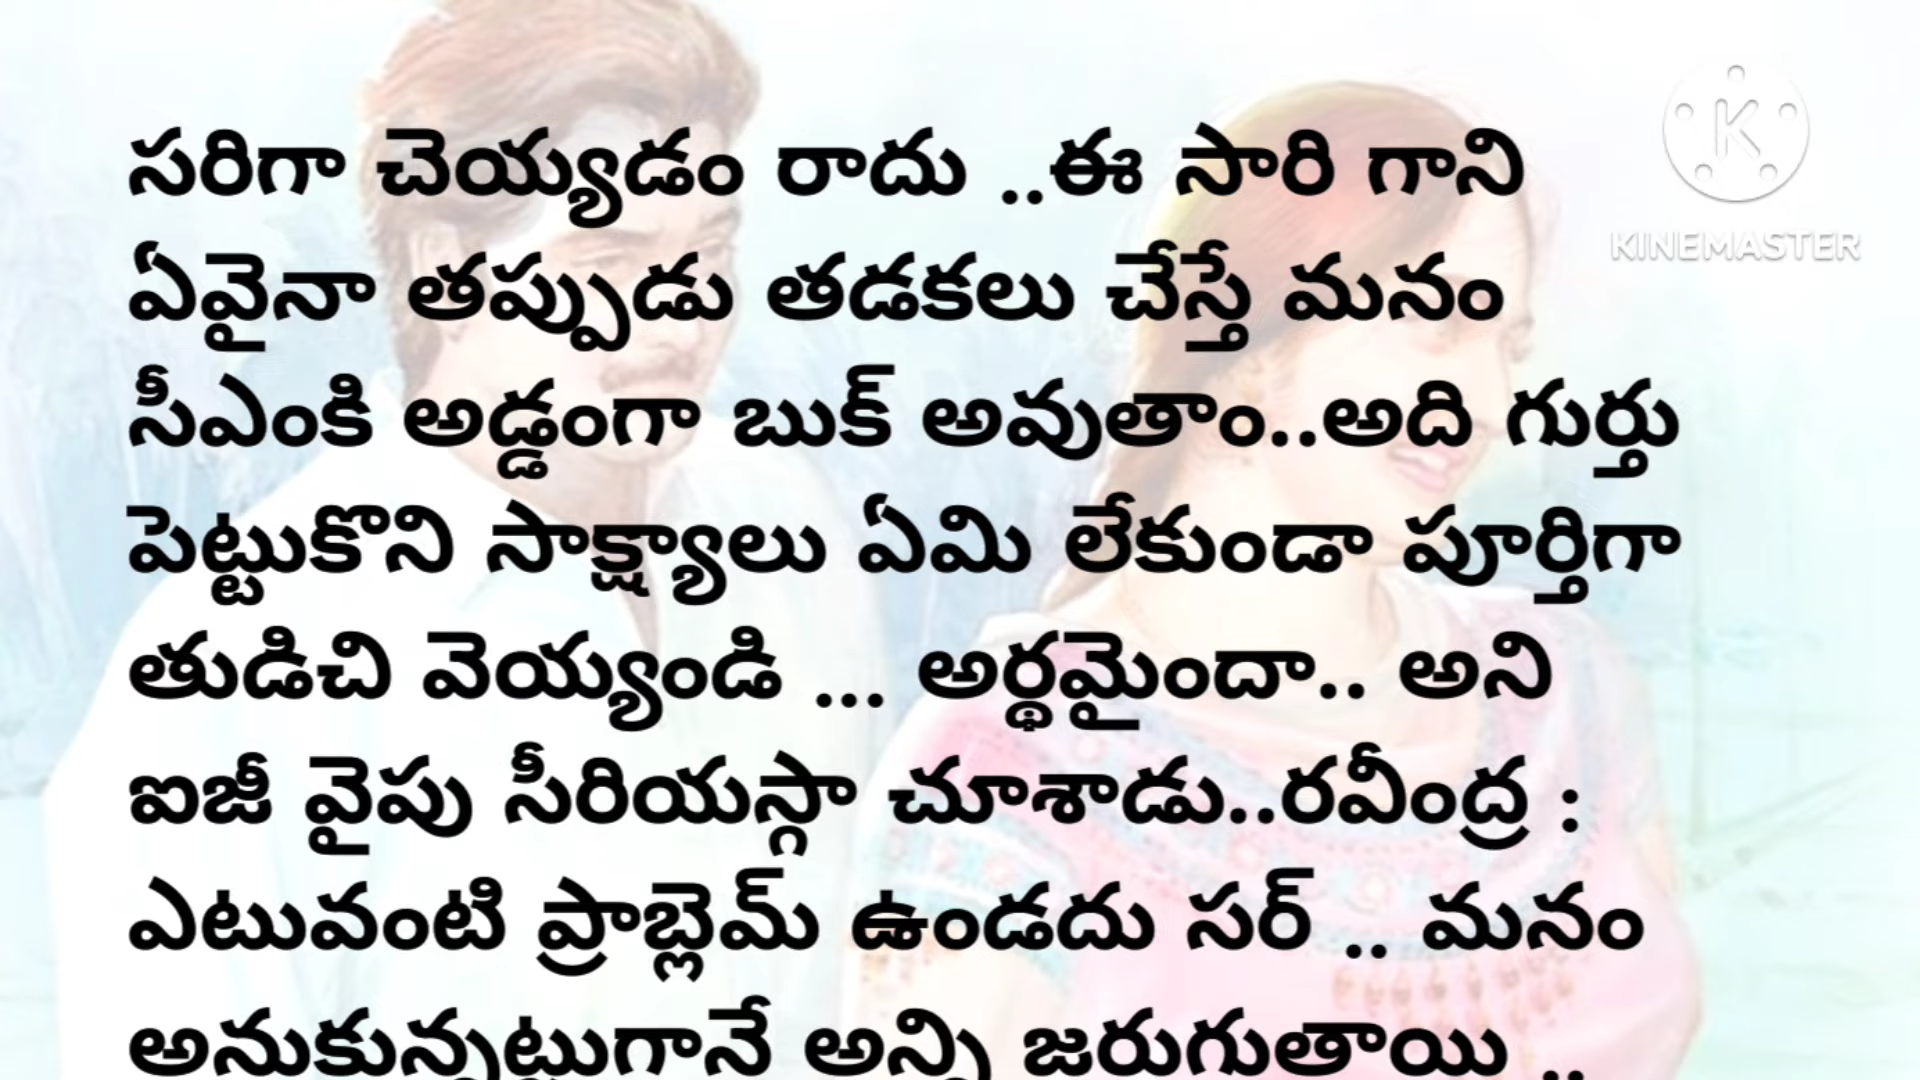 సరిగా చెయ్యడం రాదు ..ఈ సారి గాని
ఏవైనా తప్పుడు తడకలు చేస్తే మనం
సీఎంకి అడ్డంగా బుక్ అవుతాం..అది గుర్తు
పెట్టుకొని సాక్ష్యాలు ఏమి లేకుండా పూర్తిగా
తుడిచి వెయ్యండి ... అర్థమైందా.. అని
ఐజీ వైపు సీరియస్గా చూశాడు..రవీంద్ర :
ఎటువంటి ప్రాబ్లెమ్ ఉండదు సర్ .. మనం
అనుకున్నట్టుగానే అన్ని జరుగుతాయి ..
K
KINEMASTER